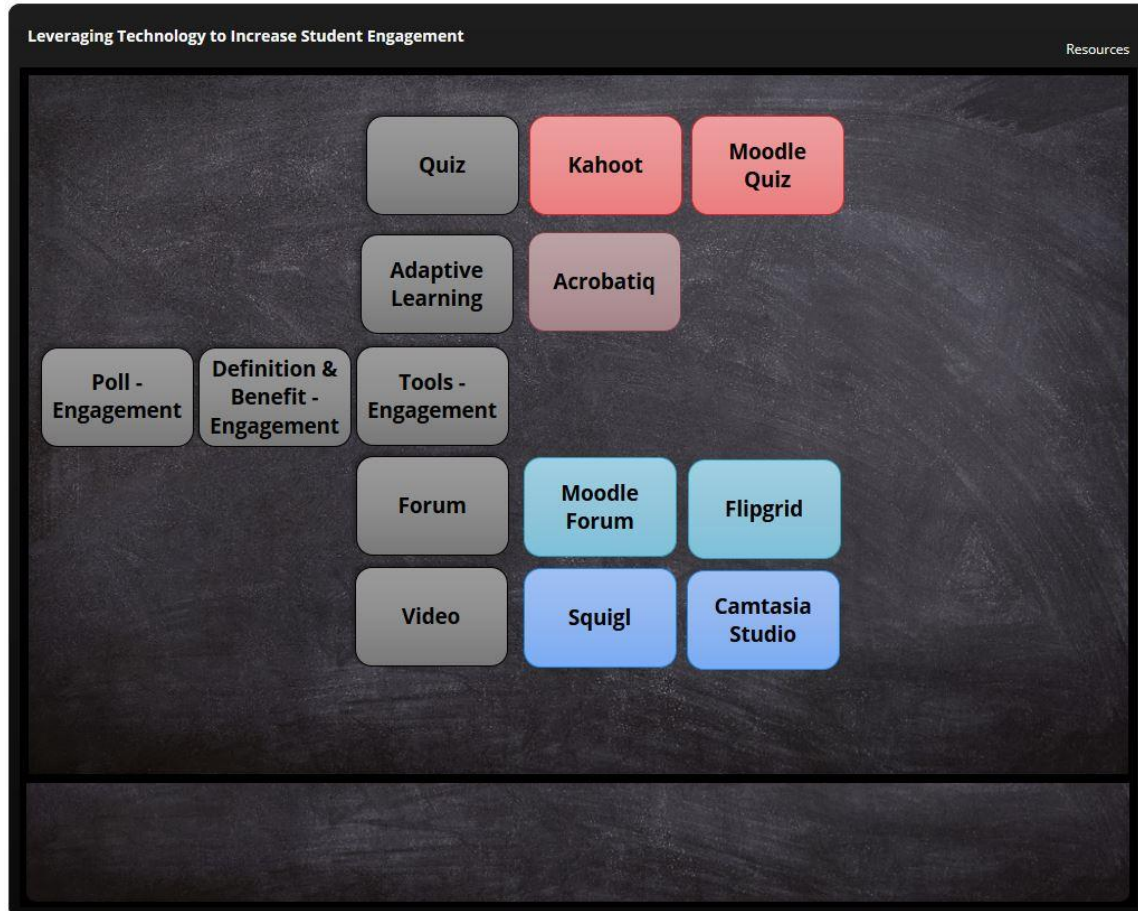 Leveraging Technology to Increase Student Engagement
Resources
Quiz
Kahoot
Moodle
Quiz
Adaptive
Learning
Acrobatiq
Poll -
Engagement
Definition &
Benefit -
Engagement
Tools -
Engagement
Forum
Moodle
Forum
Flipgrid
Video
Squigl
Camtasia
Studio